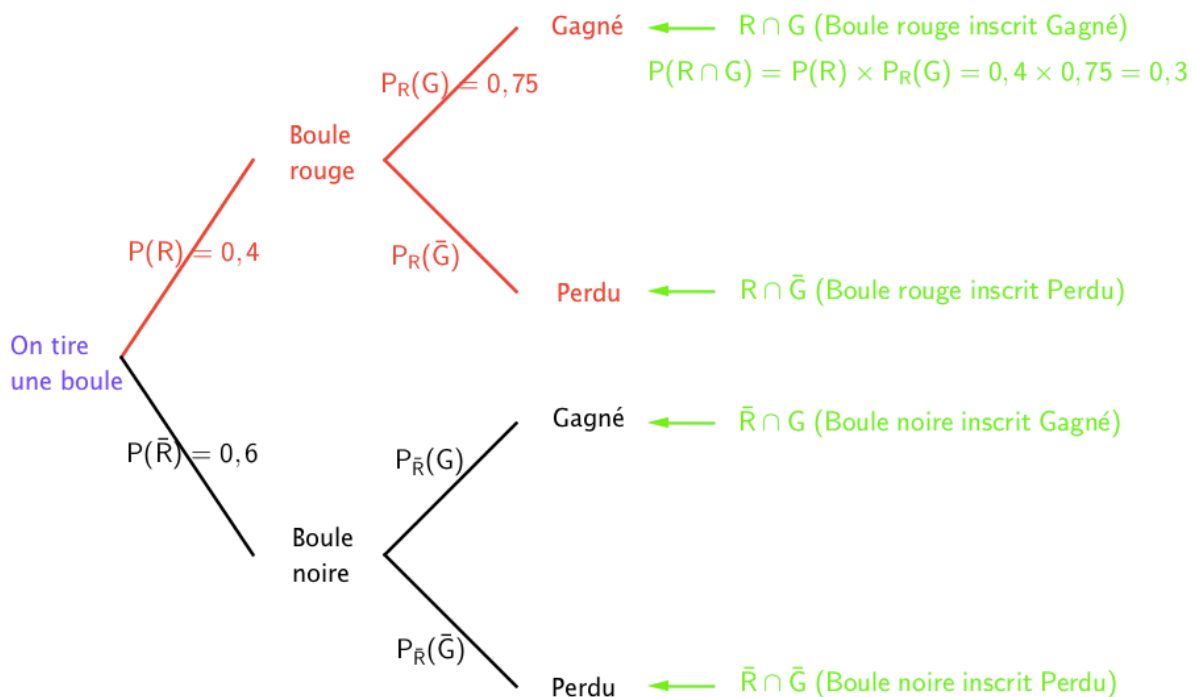 Gagné
R ∩ G (Boule rouge inscrit Gagné)
P_R(G) = 0,75
P(R ∩ G) = P(R) × P_R(G) = 0,4 × 0,75 = 0,3
Boule
rouge
P(R) = 0,4
P_R(Ḡ)
Perdu
R ∩ Ḡ (Boule rouge inscrit Perdu)
On tire
une boule
P(R̄) = 0,6
Gagné
R̄ ∩ G (Boule noire inscrit Gagné)
P_R̄(G)
Boule
noire
P_R̄(Ḡ)
Perdu
R̄ ∩ Ḡ (Boule noire inscrit Perdu)